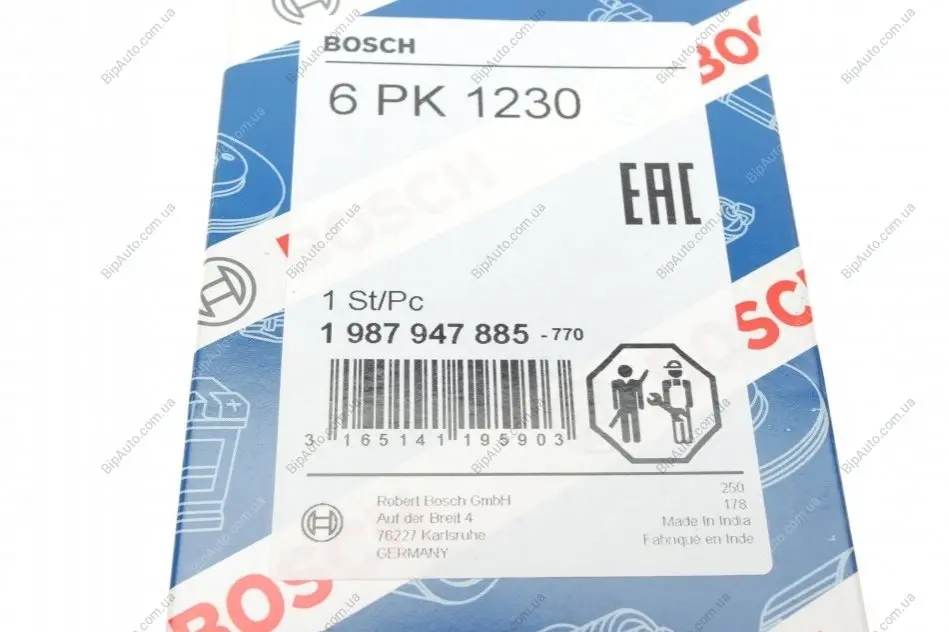 BOSCH
6 PK 1230
BOSCH
EAC
BOSCH
1 St/Pc
1 987 947 885 -770
3 165141 195903
Robert Bosch GmbH
Auf der Breit 4
76227 Karlsruhe
GERMANY
250
178
Made In India
Fabriqué en Inde
BOSCH
BipAuto.com.ua